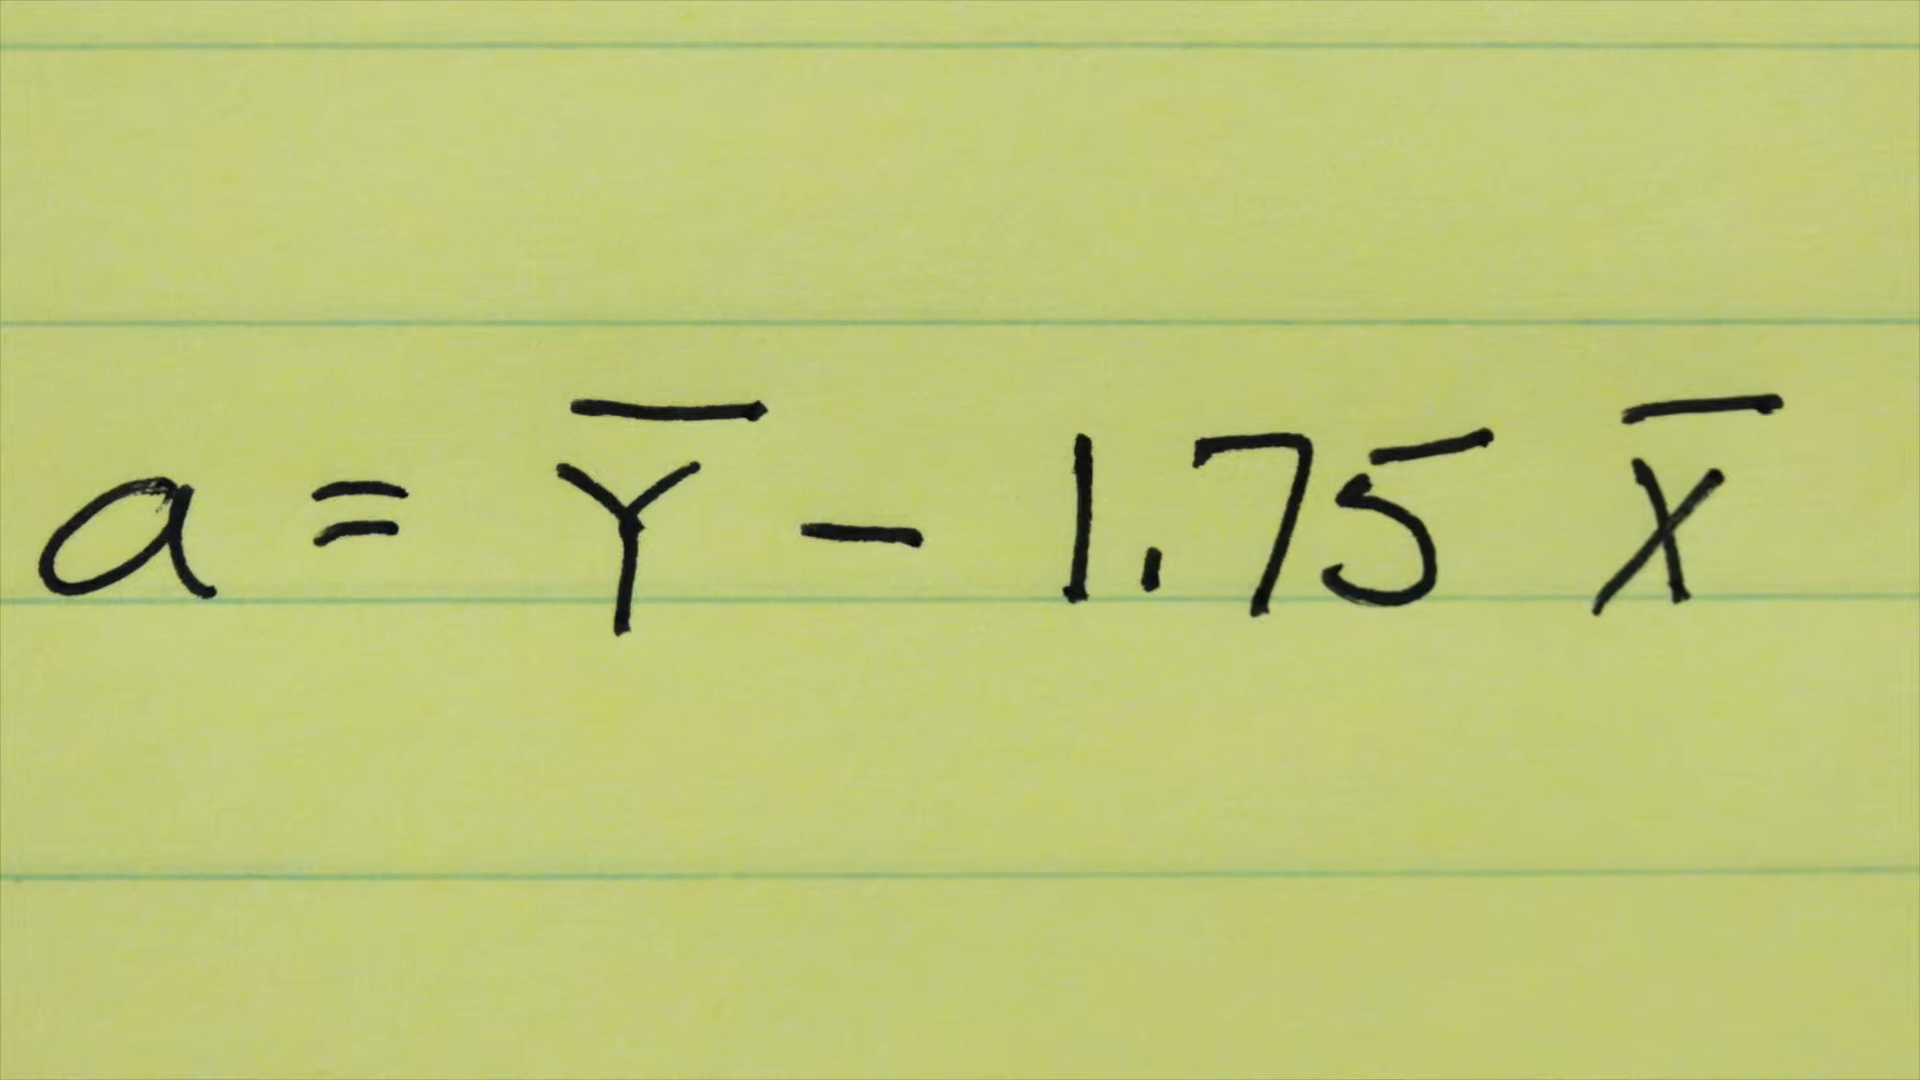 a = Y̅ - 1.75 X̅